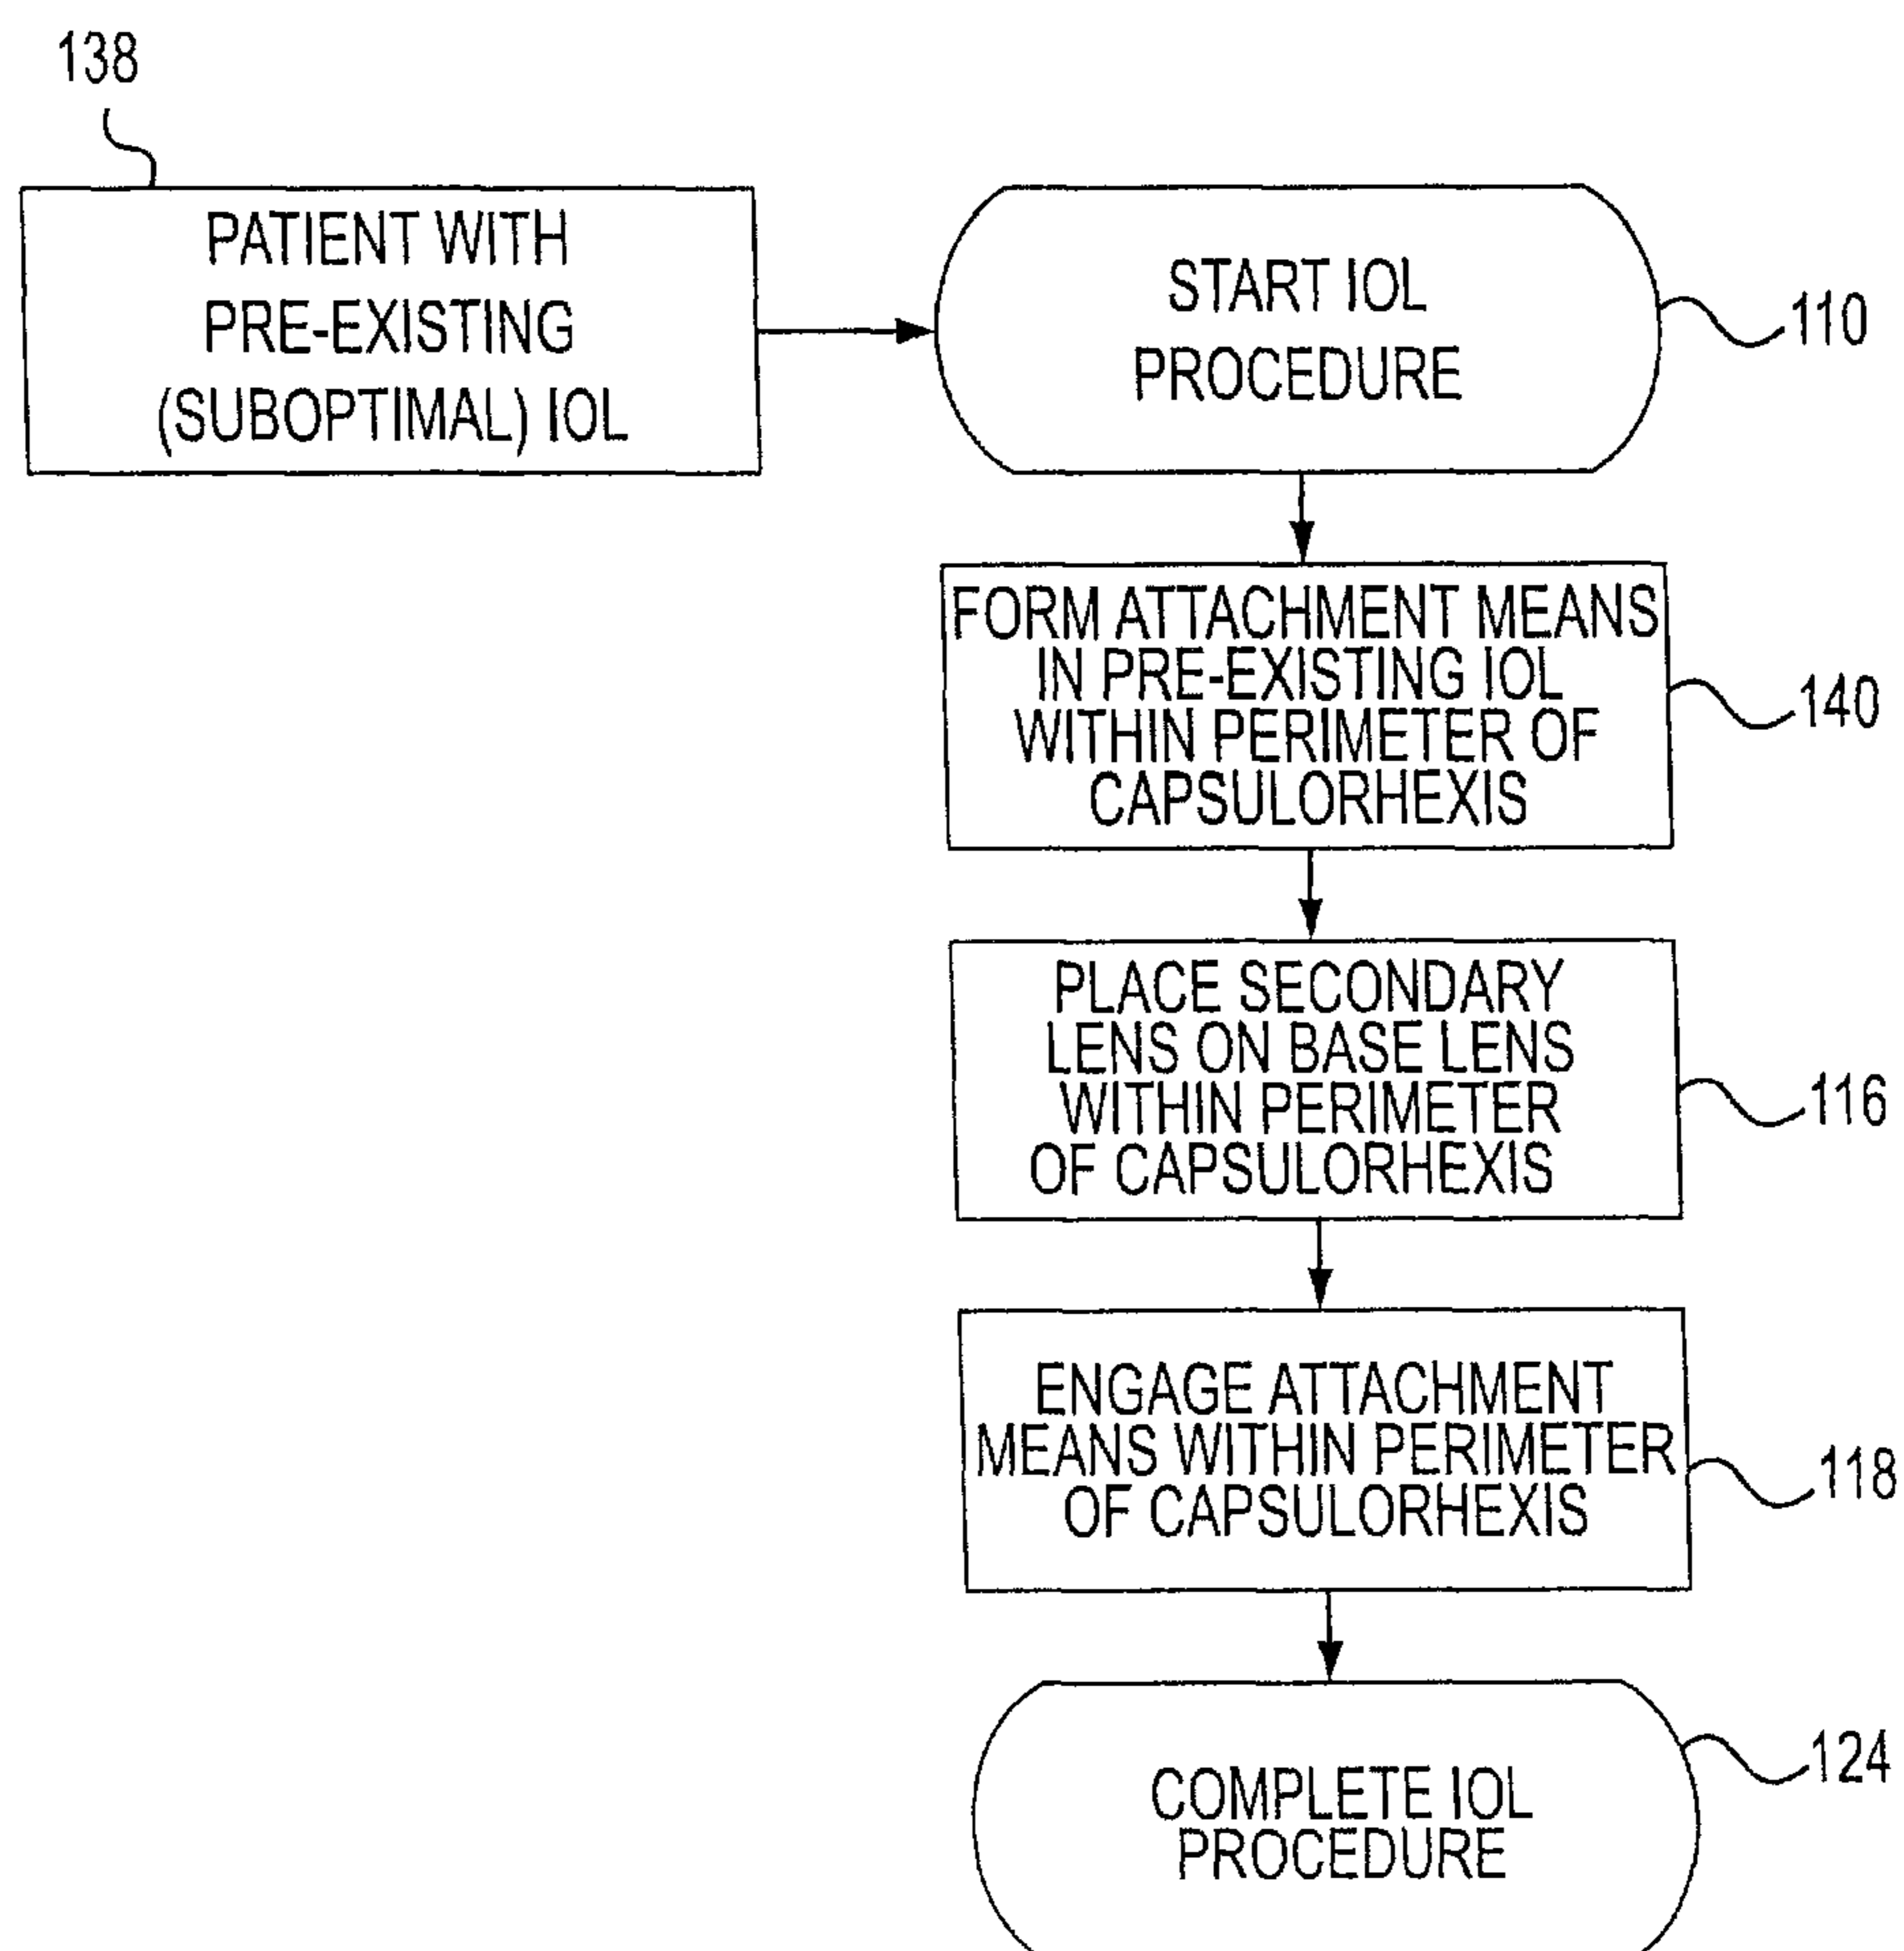 138
PATIENT WITH
PRE-EXISTING
(SUBOPTIMAL) IOL
START IOL
PROCEDURE
110
FORM ATTACHMENT MEANS
IN PRE-EXISTING IOL
WITHIN PERIMETER OF
CAPSULORHEXIS
140
PLACE SECONDARY
LENS ON BASE LENS
WITHIN PERIMETER
OF CAPSULORHEXIS
116
ENGAGE ATTACHMENT
MEANS WITHIN PERIMETER
OF CAPSULORHEXIS
118
COMPLETE IOL
PROCEDURE
124